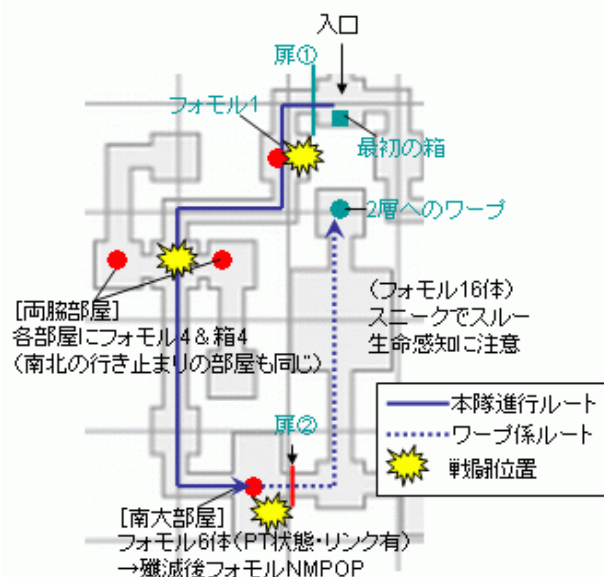 入口
扉①
フォモル1
最初の箱
2層へのワープ
[両脇部屋]
各部屋にフォモル4＆箱4
(南北の行き止まりの部屋も同じ)
(フォモル16体)
スニークでスルー
生命感知に注意
本隊進行ルート
ワープ係ルート
戦闘位置
扉②
[南大部屋]
フォモル6体(PT状態・リンク有)
→殲滅後フォモルNMPOP